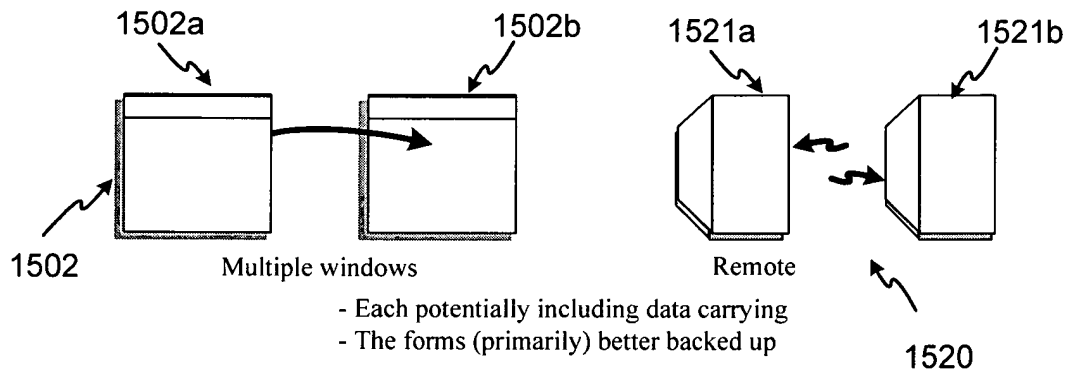 1502a
1502b
1521a
1521b
1502
Multiple windows
Remote
- Each potentially including data carrying
- The forms (primarily) better backed up
1520